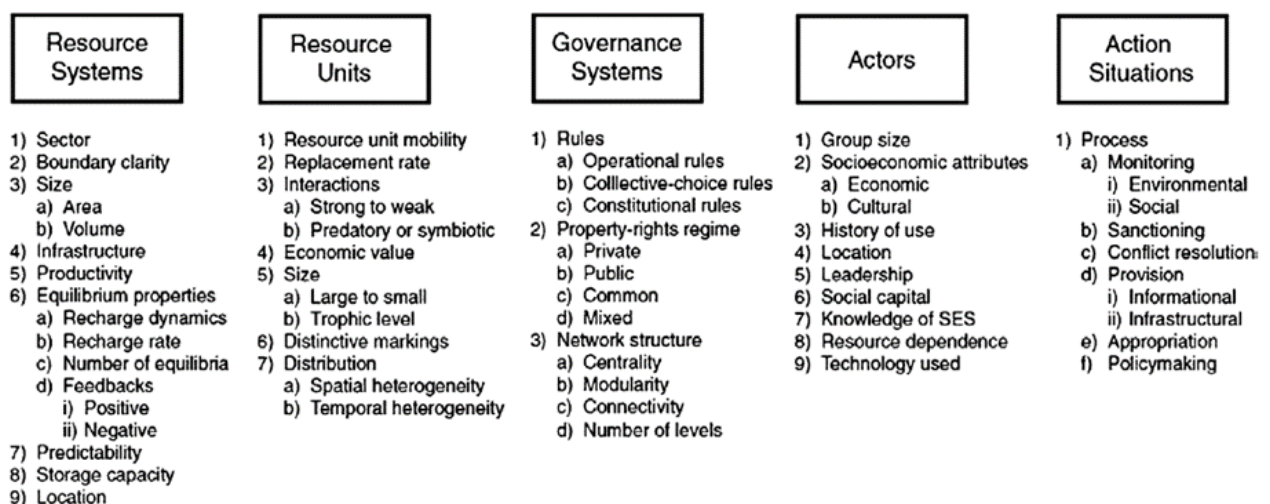 Resource
Systems
1) Sector
2) Boundary clarity
3) Size
a) Area
b) Volume
4) Infrastructure
5) Productivity
6) Equilibrium properties
a) Recharge dynamics
b) Recharge rate
c) Number of equilibria
d) Feedbacks
i) Positive
ii) Negative
7) Predictability
8) Storage capacity
9) Location
Resource
Units
1) Resource unit mobility
2) Replacement rate
3) Interactions
a) Strong to weak
b) Predatory or symbiotic
4) Economic value
5) Size
a) Large to small
b) Trophic level
6) Distinctive markings
7) Distribution
a) Spatial heterogeneity
b) Temporal heterogeneity
Governance
Systems
1) Rules
a) Operational rules
b) Colllective-choice rules
c) Constitutional rules
2) Property-rights regime
a) Private
b) Public
c) Common
d) Mixed
3) Network structure
a) Centrality
b) Modularity
c) Connectivity
d) Number of levels
Actors
1) Group size
2) Socioeconomic attributes
a) Economic
b) Cultural
3) History of use
4) Location
5) Leadership
6) Social capital
7) Knowledge of SES
8) Resource dependence
9) Technology used
Action
Situations
1) Process
a) Monitoring
i) Environmental
ii) Social
b) Sanctioning
c) Conflict resolution
d) Provision
i) Informational
ii) Infrastructural
e) Appropriation
f) Policymaking